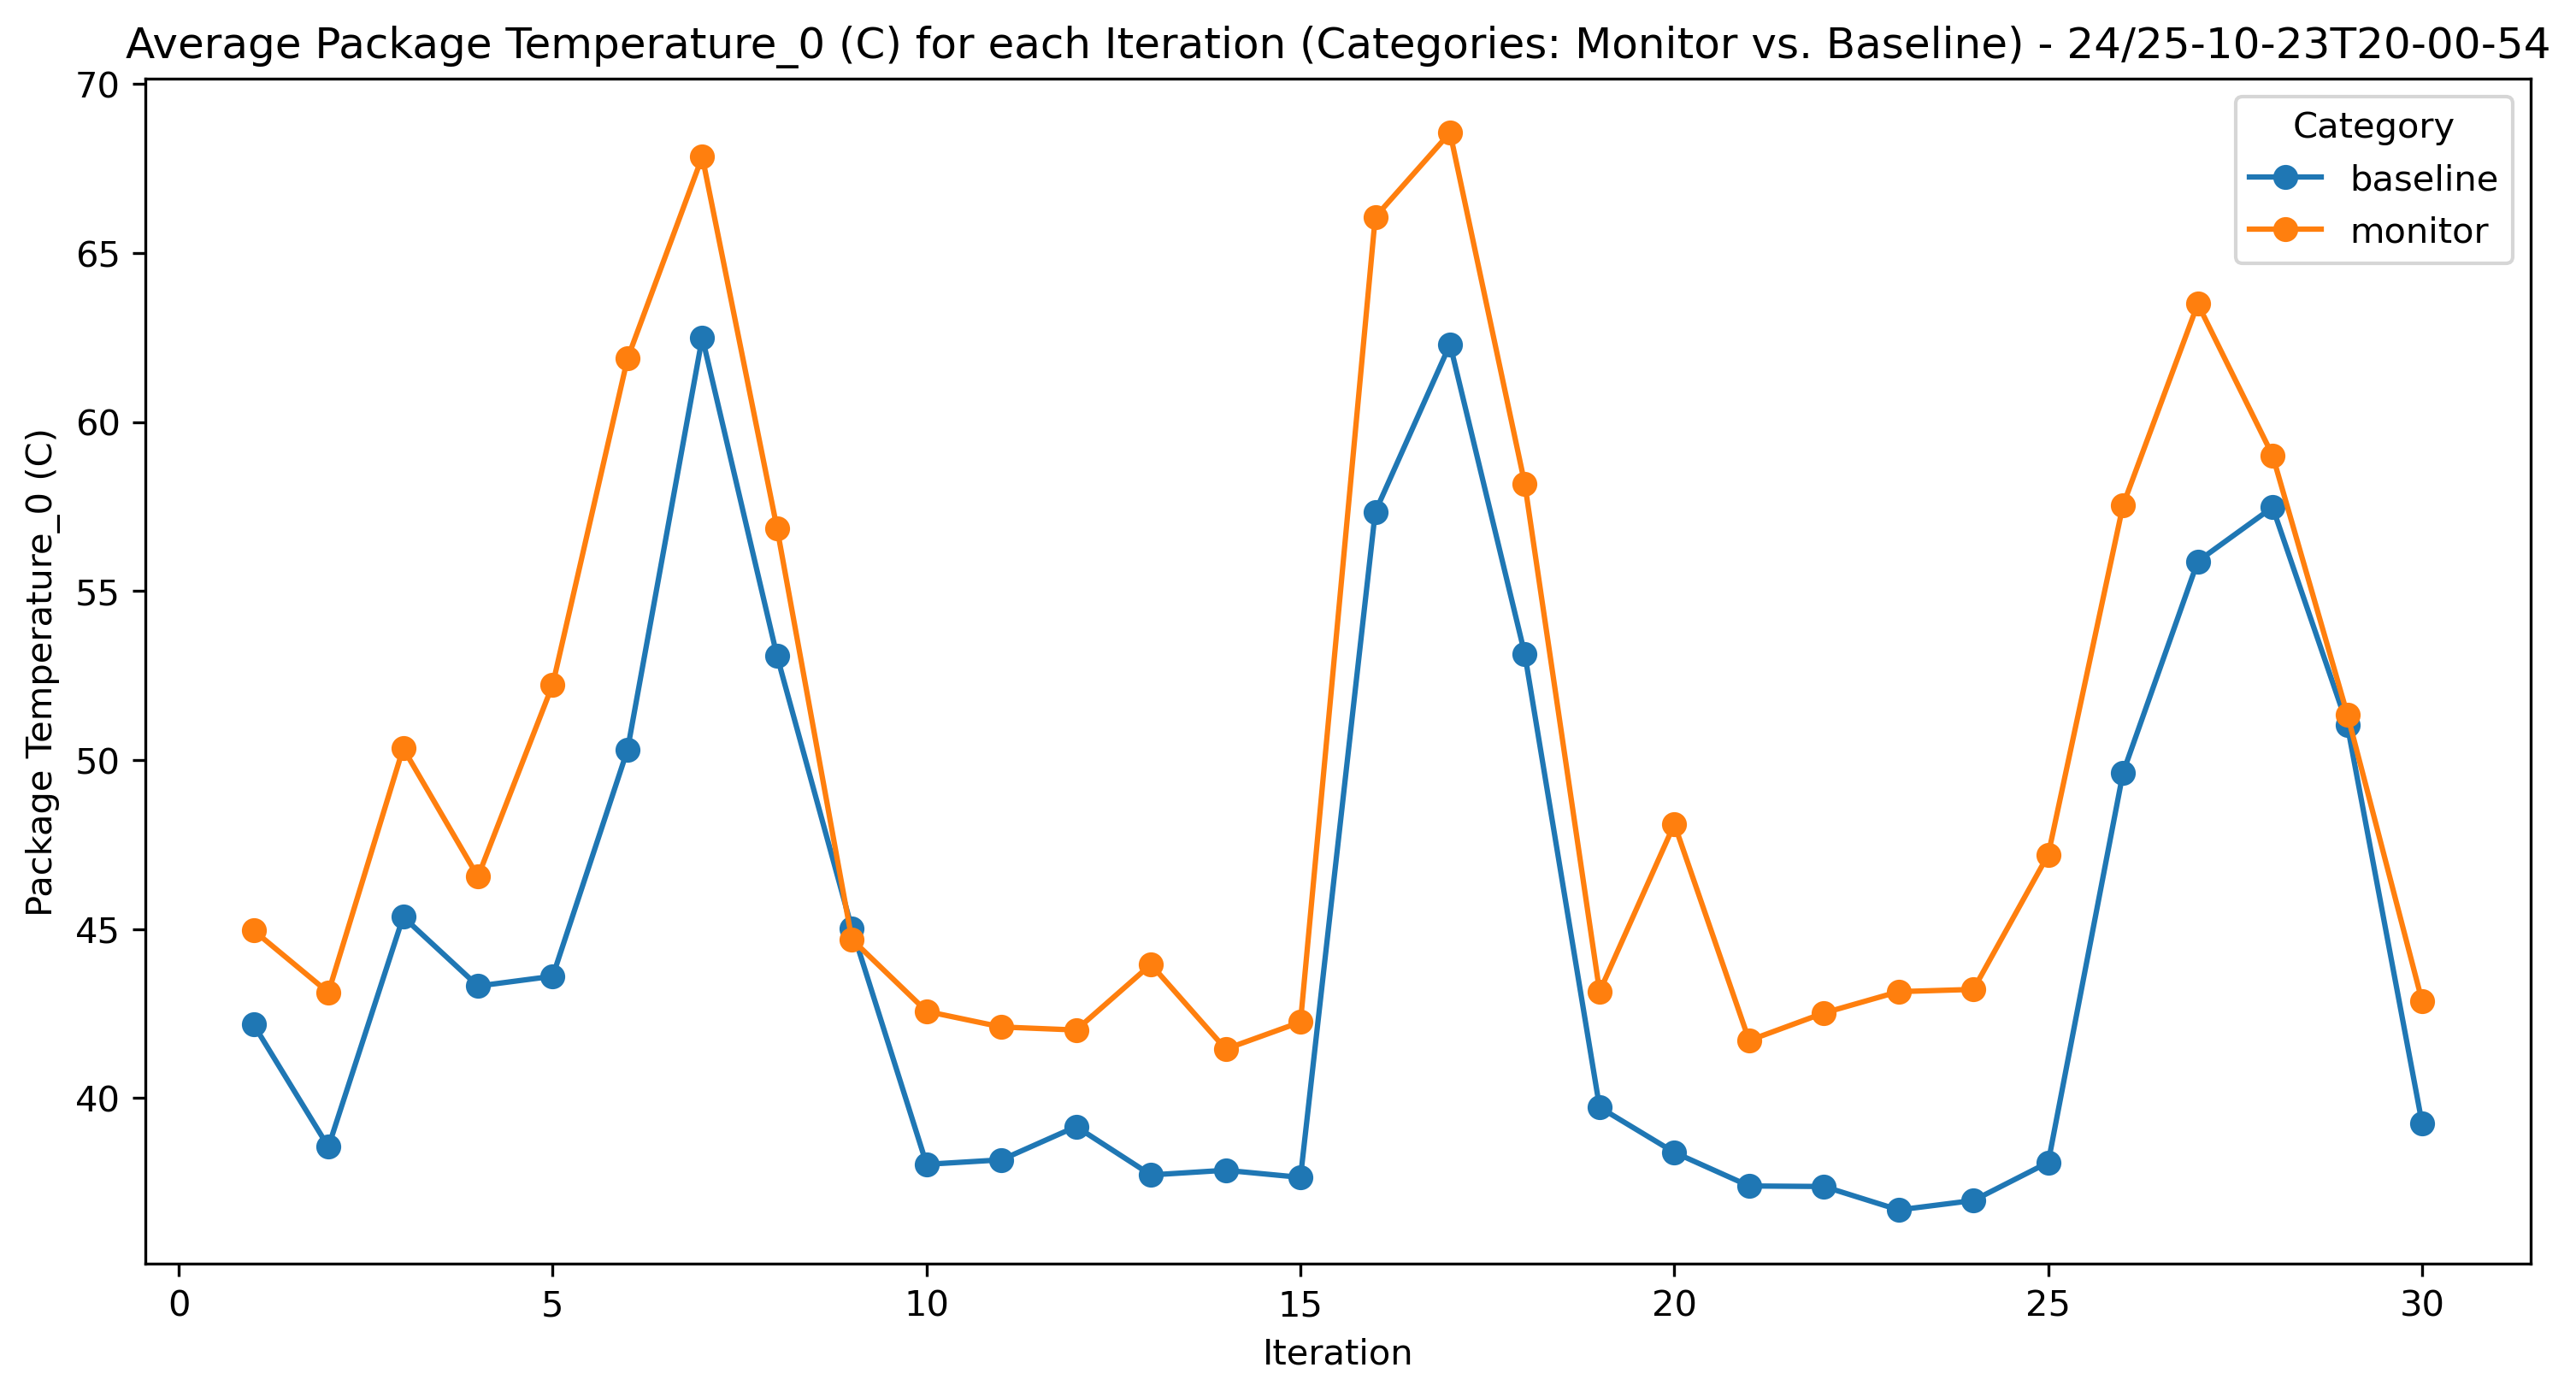 Average Package Temperature_0 (C) for each Iteration (Categories: Monitor vs. Baseline) - 24/25-10-23T20-00-54
Package Temperature_0 (C)
70
65
60
55
50
45
40
Category
baseline
monitor
0 5 10 15 20 25 30
Iteration